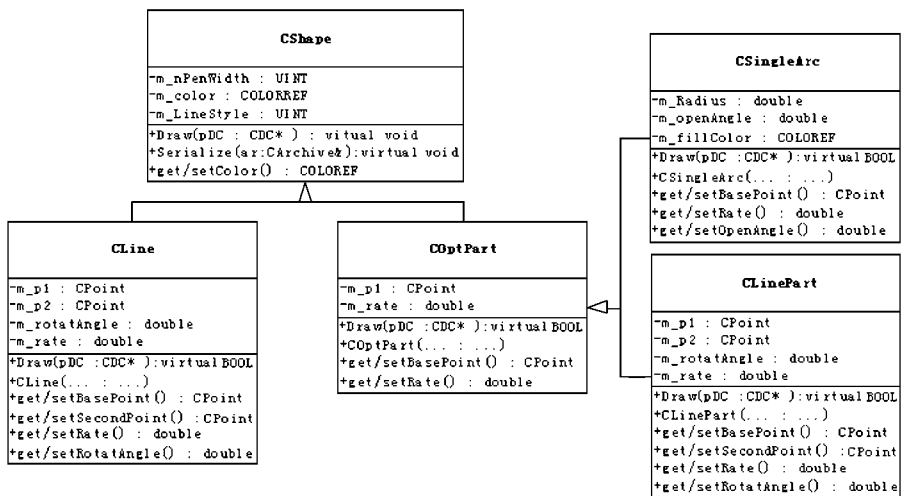 CShape
-m_nPenWidth : UINT
-m_color : COLORREF
-m_LineStyle : UINT
+Draw(pDC : CDC* ) : vitual void
+Serialize(ar:CArchive&):virtual void
+get/setColor() : COLOREF
CLine
-m_p1 : CPoint
-m_p2 : CPoint
-m_rotatAngle : double
-m_rate : double
+Draw(pDC :CDC* ):virtual BOOL
+CLine(... : ...)
+get/setBasePoint() : CPoint
+get/setSecondPoint() :CPoint
+get/setRate() : double
+get/setRotatAngle() : double
COptPart
-m_p1 : CPoint
-m_rate : double
+Draw(pDC :CDC* ):virtual BOOL
+COptPart(... : ...)
+get/setBasePoint() : CPoint
+get/setRate() : double
CSingleArc
-m_Radius : double
-m_openAngle : double
-m_fillColor : COLOREF
+Draw(pDC :CDC* ):virtual BOOL
+CSingleArc(... : ...)
+get/setBasePoint() : CPoint
+get/setRate() : double
+get/setOpenAngle() : double
CLinePart
-m_p1 : CPoint
-m_p2 : CPoint
-m_rotatAngle : double
-m_rate : double
+Draw(pDC :CDC* ):virtual BOOL
+CLinePart(... : ...)
+get/setBasePoint() : CPoint
+get/setSecondPoint() :CPoint
+get/setRate() : double
+get/setRotatAngle() : double